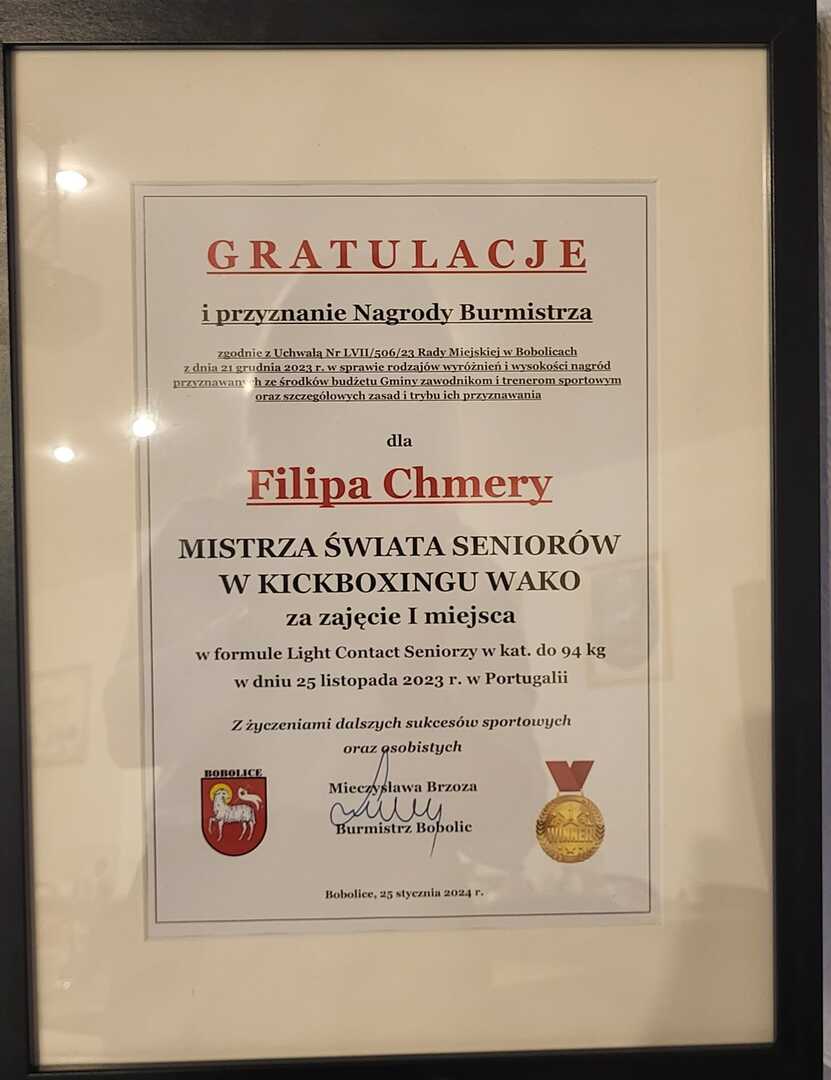 GRATULACJE
i przyznanie Nagrody Burmistrza
zgodnie z Uchwałą Nr LVII/506/23 Rady Miejskiej w Bobolicach
z dnia 21 grudnia 2023 r. w sprawie rodzajów wyróżnień i wysokości nagród
przyznawanych ze środków budżetu Gminy zawodnikom i trenerom sportowym
oraz szczegółowych zasad i trybu ich przyznawania
dla
Filipa Chmery
MISTRZA ŚWIATA SENIORÓW
W KICKBOXINGU WAKO
za zajęcie I miejsca
w formule Light Contact Seniorzy w kat. do 94 kg
w dniu 25 listopada 2023 r. w Portugalii
Z życzeniami dalszych sukcesów sportowych
oraz osobistych
BOBOLICE
Mieczysława Brzoza
Burmistrz Bobolic
WINNER
Bobolice, 25 stycznia 2024 r.